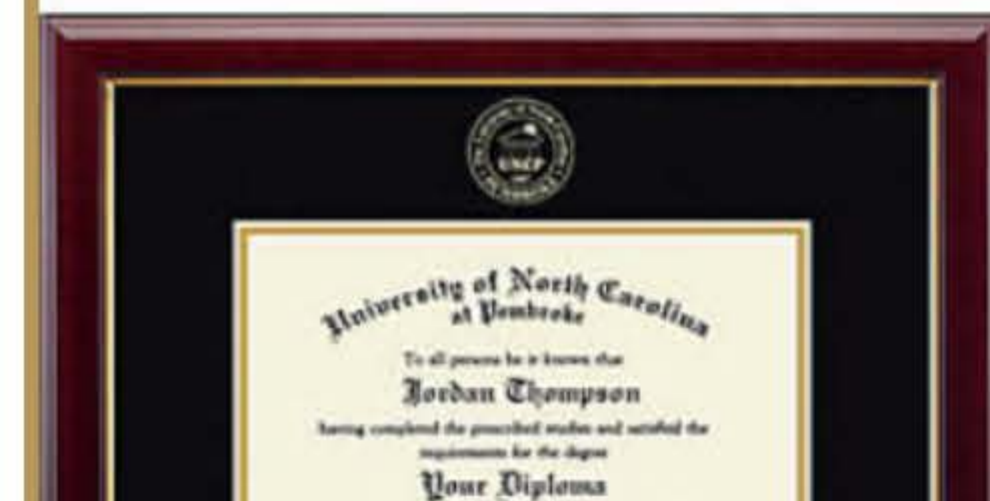 UNCP
University of North Carolina
at Pembroke
To all persons be it known that
Jordan Thompson
having completed the prescribed studies and satisfied the
requirements for the degree
Your Diploma